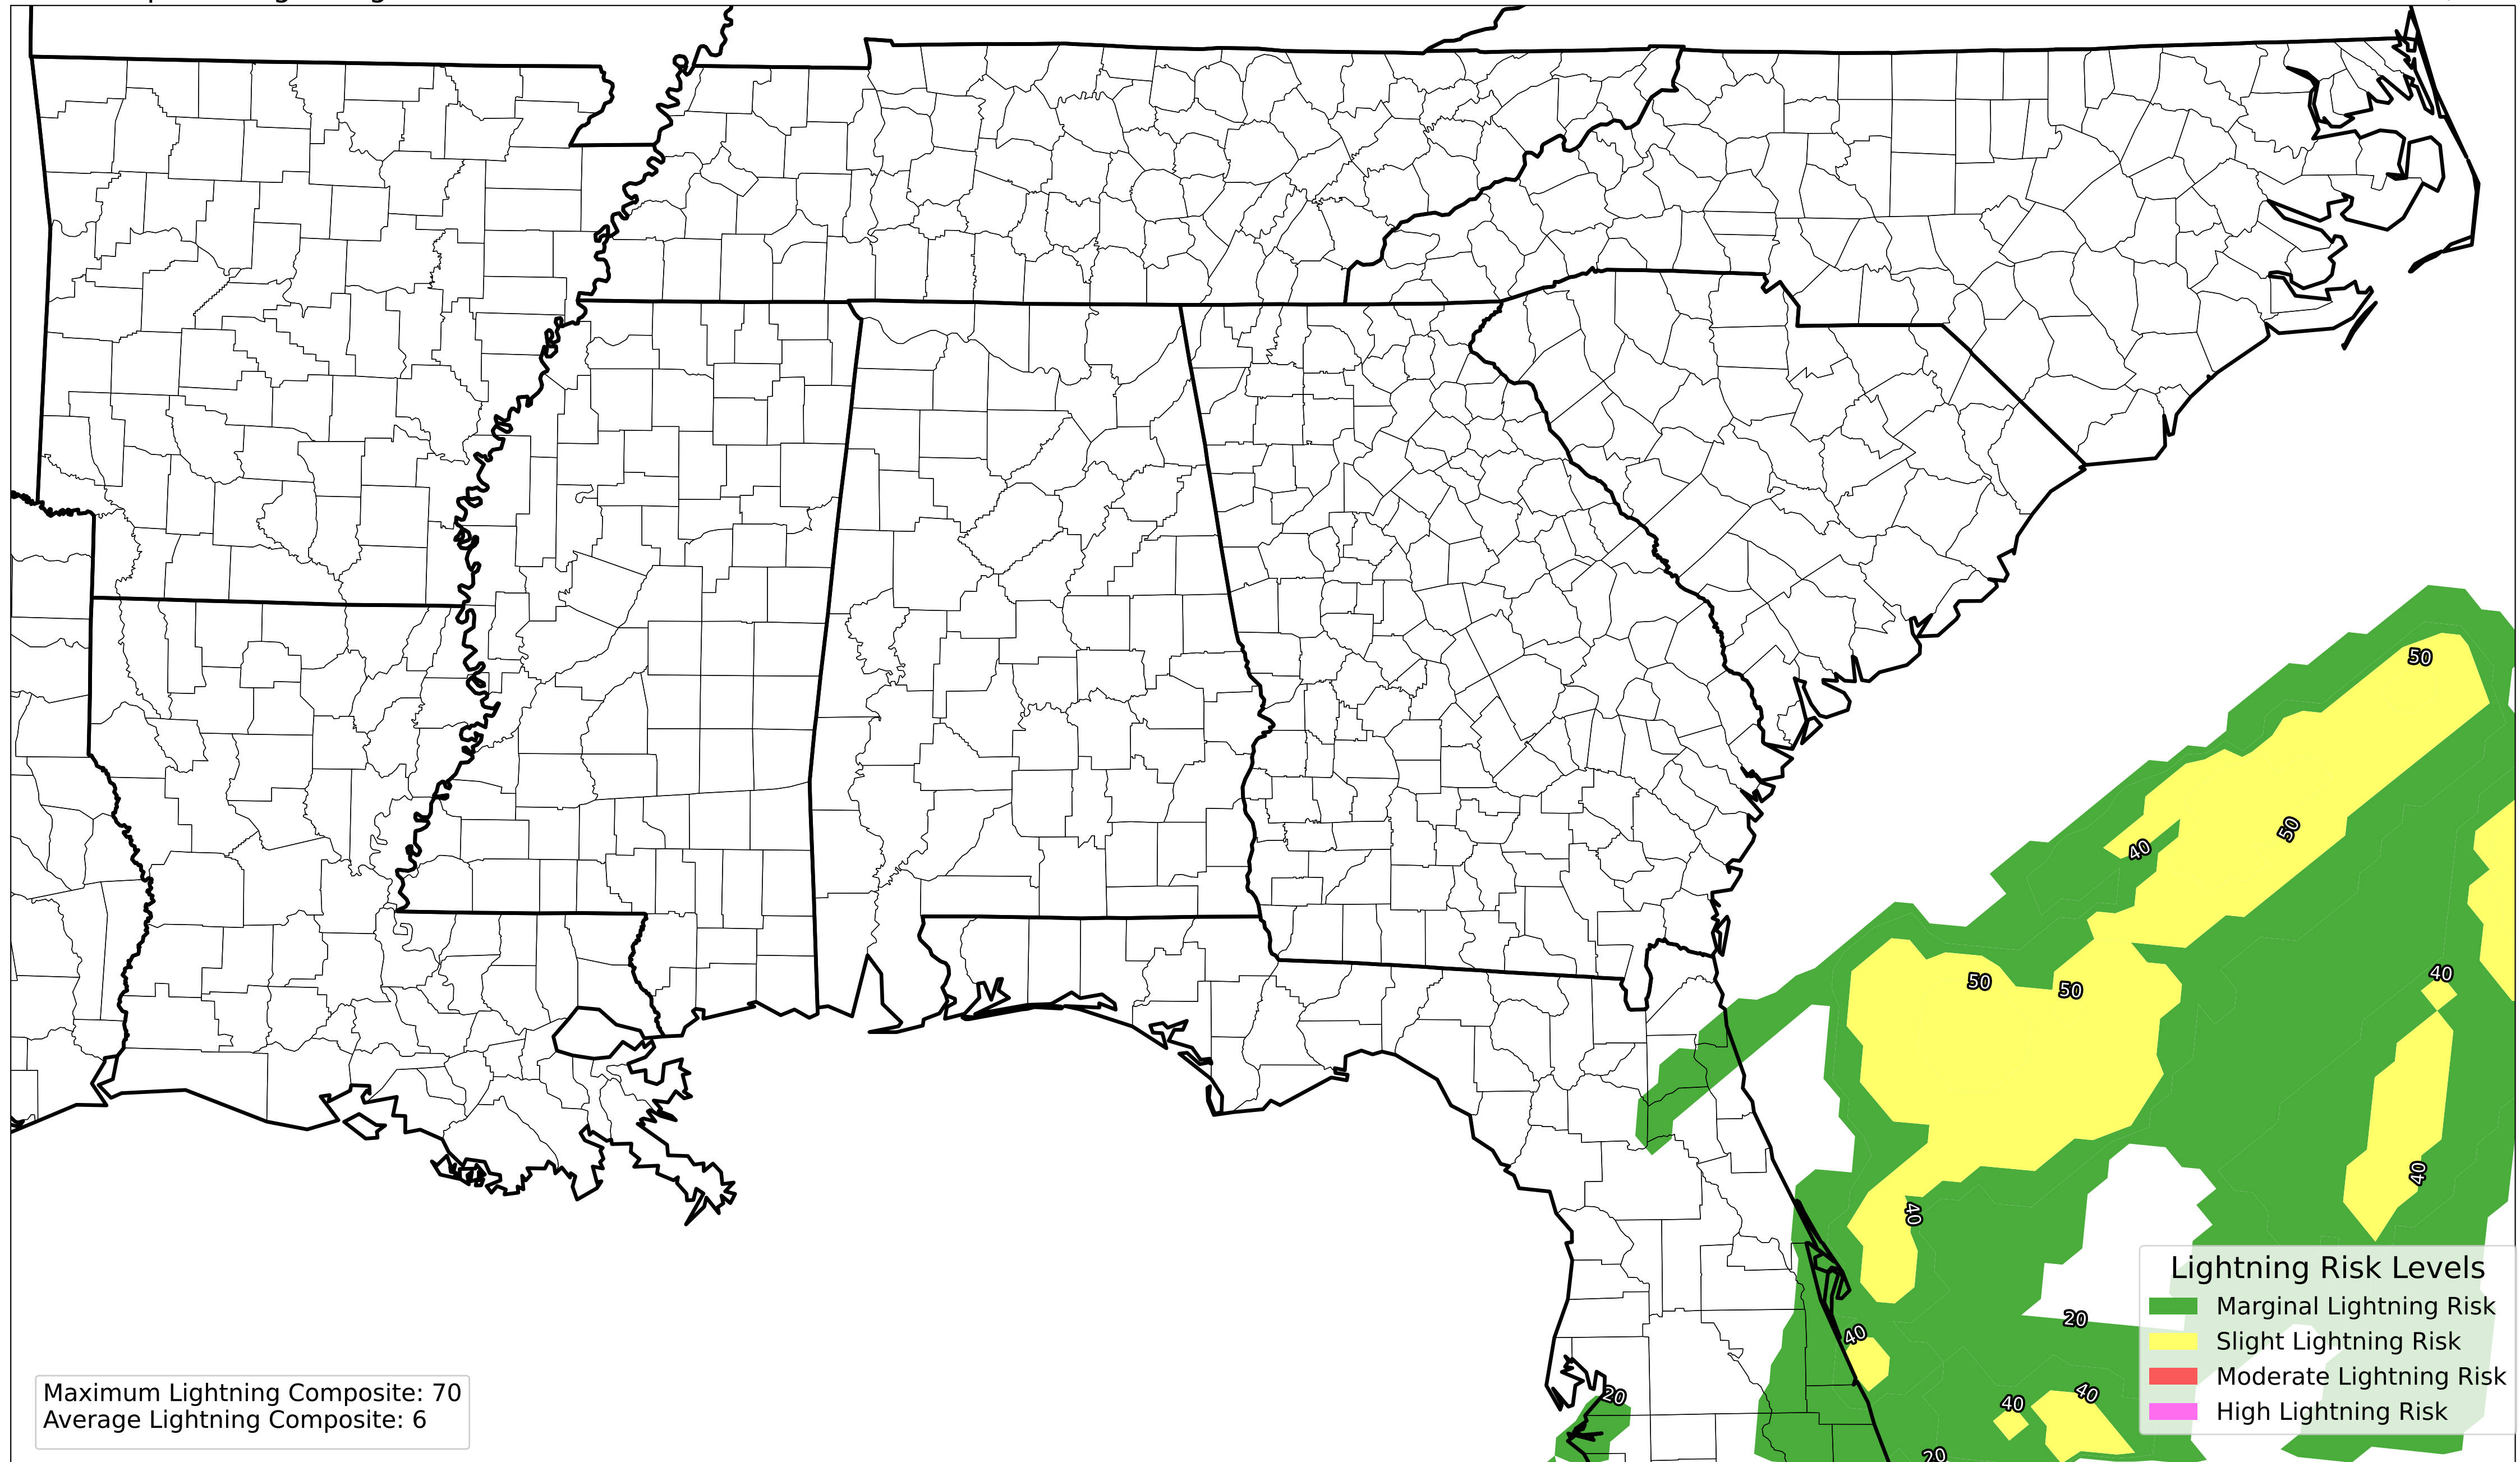 50
40
50
50
50
40
40
40
40
20
20
40
40
20
Lightning Risk Levels
Marginal Lightning Risk
Slight Lightning Risk
Moderate Lightning Risk
High Lightning Risk
Maximum Lightning Composite: 70
Average Lightning Composite: 6